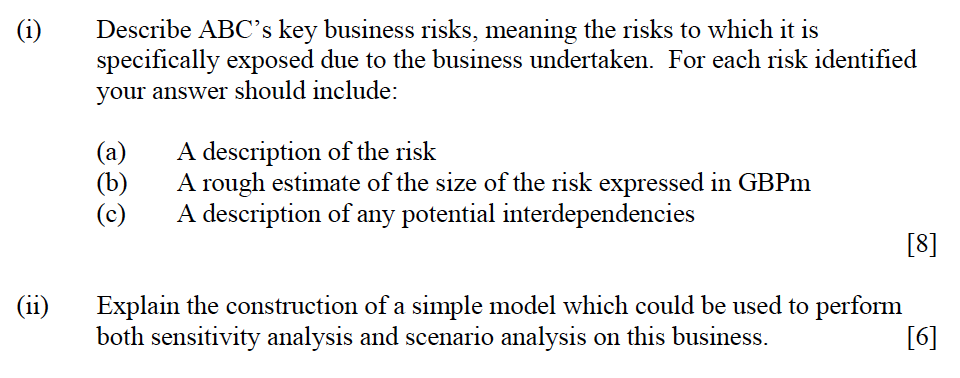 (i) Describe ABC's key business risks, meaning the risks to which it is
specifically exposed due to the business undertaken. For each risk identified
your answer should include:
(a) A description of the risk
(b) A rough estimate of the size of the risk expressed in GBPm
(c) A description of any potential interdependencies
[8]
(ii) Explain the construction of a simple model which could be used to perform
both sensitivity analysis and scenario analysis on this business. [6]